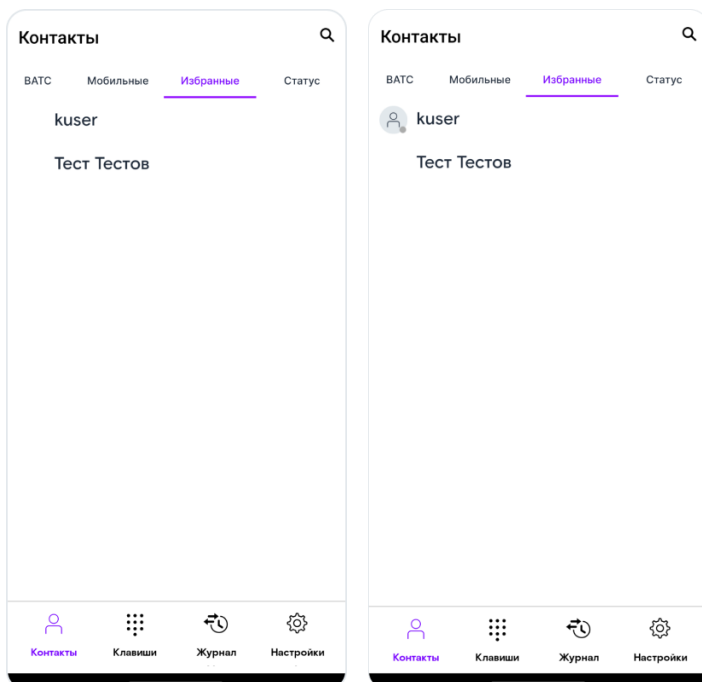 Контакты
ВАТС Мобильные Избранные Статус
kuser
Тест Тестов
Контакты Клавиши Журнал Настройки
Контакты
ВАТС Мобильные Избранные Статус
kuser
Тест Тестов
Контакты Клавиши Журнал Настройки